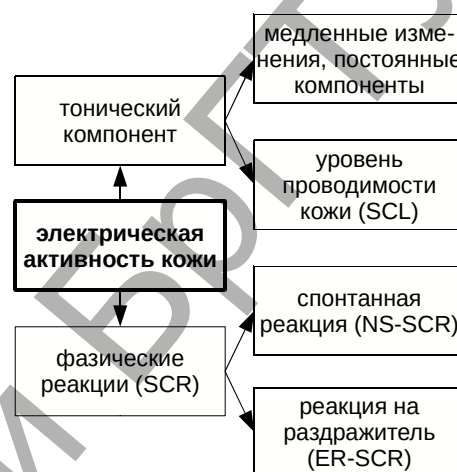 медленные изме-
нения, постоянные
компоненты
тонический
компонент
уровень
проводимости
кожи (SCL)
электрическая
активность кожи
спонтанная
реакция (NS-SCR)
фазические
реакции (SCR)
реакция на
раздражитель
(ER-SCR)